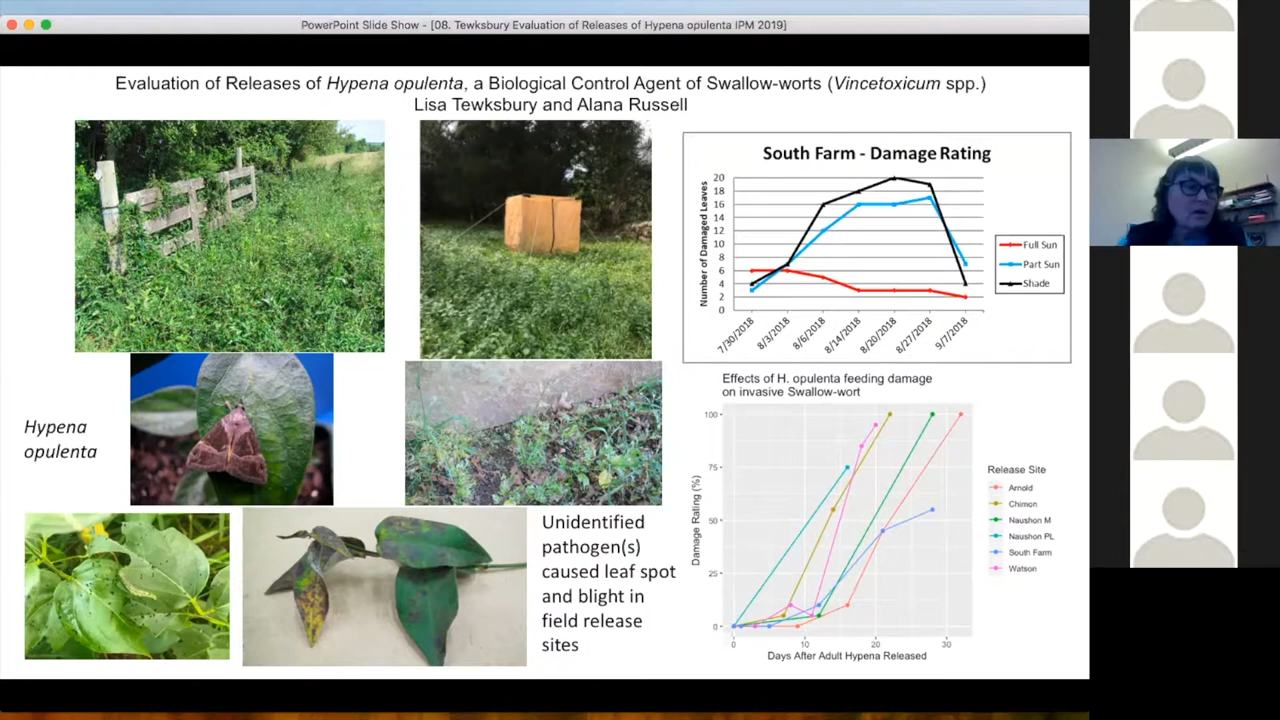 PowerPoint Slide Show - [08. Tewksbury Evaluation of Releases of Hypena opulenta IPM 2019]
Evaluation of Releases of Hypena opulenta, a Biological Control Agent of Swallow-worts (Vincetoxicum spp.)
Lisa Tewksbury and Alana Russell
South Farm - Damage Rating
Number of Damaged Leaves
20
18
16
14
12
10
8
6
4
2
0
7/30/2018
8/3/2018
8/6/2018
8/14/2018
8/20/2018
8/27/2018
9/7/2018
Full Sun
Part Sun
Shade
Hypena
opulenta
Effects of H. opulenta feeding damage
on invasive Swallow-wort
Damage Rating (%)
100
75
50
25
0
0
10
20
30
Days After Adult Hypena Released
Release Site
Arnold
Chimon
Naushon M
Naushon PL
South Farm
Watson
Unidentified
pathogen(s)
caused leaf spot
and blight in
field release
sites